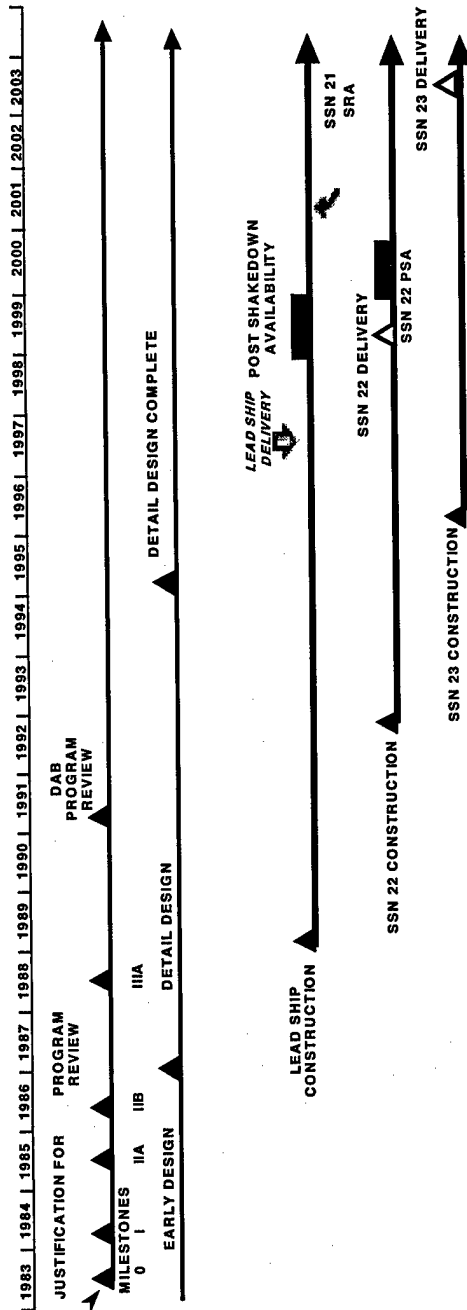 1983 | 1984 | 1985 | 1986 | 1987 | 1988 | 1989 | 1990 | 1991 | 1992 | 1993 | 1994 | 1995 | 1996 | 1997 | 1998 | 1999 | 2000 | 2001 | 2002 | 2003 |
JUSTIFICATION FOR
PROGRAM
REVIEW
DAB
PROGRAM
REVIEW
MILESTONES
0 I IIA IIB IIIA
EARLY DESIGN
DETAIL DESIGN
DETAIL DESIGN COMPLETE
LEAD SHIP
CONSTRUCTION
LEAD SHIP
DELIVERY
POST SHAKEDOWN
AVAILABILITY
SSN 21
SRA
SSN 22 CONSTRUCTION
SSN 22 DELIVERY
SSN 22 PSA
SSN 23 CONSTRUCTION
SSN 23 DELIVERY